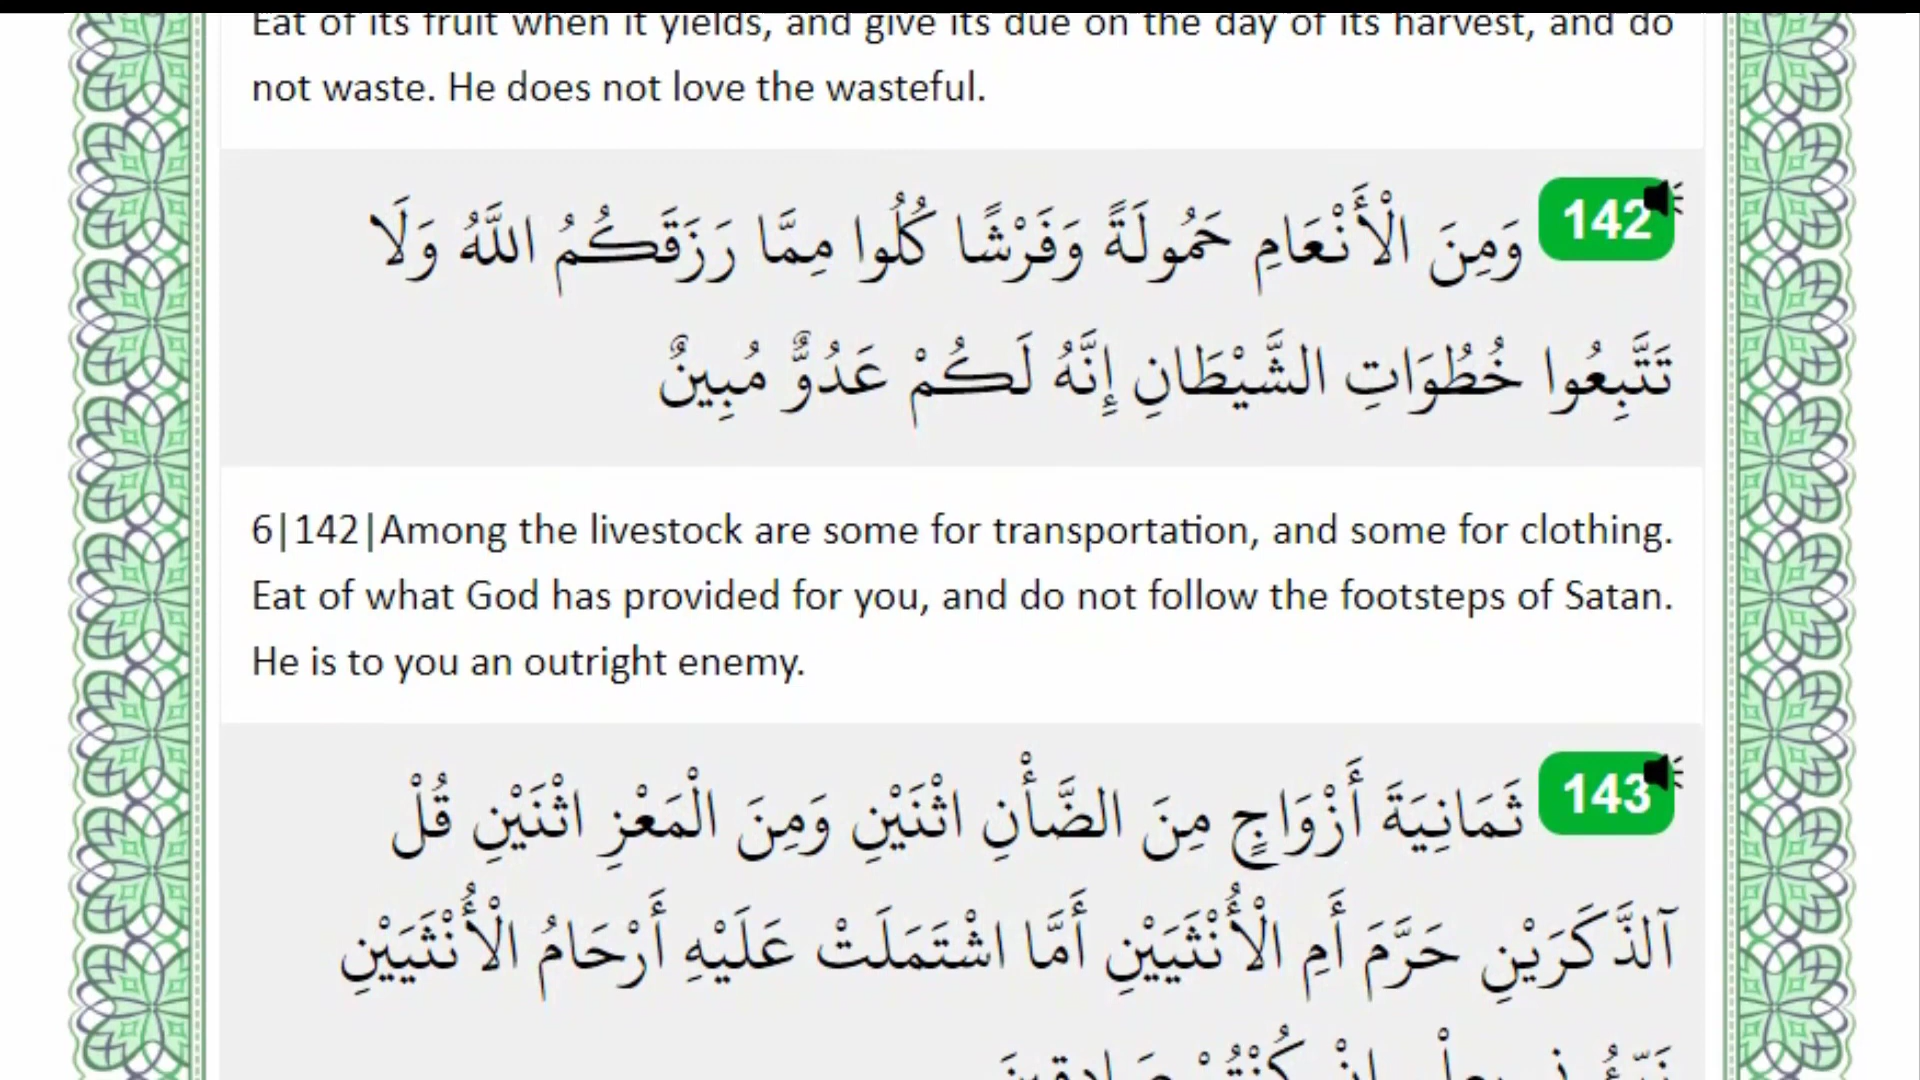 Eat of its fruit when it yields, and give its due on the day of its harvest, and do
not waste. He does not love the wasteful.
142 وَمِنَ الْأَنْعَامِ حَمُولَةً وَفَرْشًا كُلُوا مِمَّا رَزَقَكُمُ اللَّهُ وَلَا
تَتَّبِعُوا خُطُوَاتِ الشَّيْطَانِ إِنَّهُ لَكُمْ عَدُوٌّ مُبِينٌ
6|142|Among the livestock are some for transportation, and some for clothing.
Eat of what God has provided for you, and do not follow the footsteps of Satan.
He is to you an outright enemy.
143 ثَمَانِيَةَ أَزْوَاجٍ مِنَ الضَّأْنِ اثْنَيْنِ وَمِنَ الْمَعْزِ اثْنَيْنِ قُلْ
آلذَّكَرَيْنِ حَرَّمَ أَمِ الْأُنْثَيَيْنِ أَمَّا اشْتَمَلَتْ عَلَيْهِ أَرْحَامُ الْأُنْثَيَيْنِ
نَبِّئُونِي بِعِلْمٍ إِنْ كُنْتُمْ صَادِقِينَ